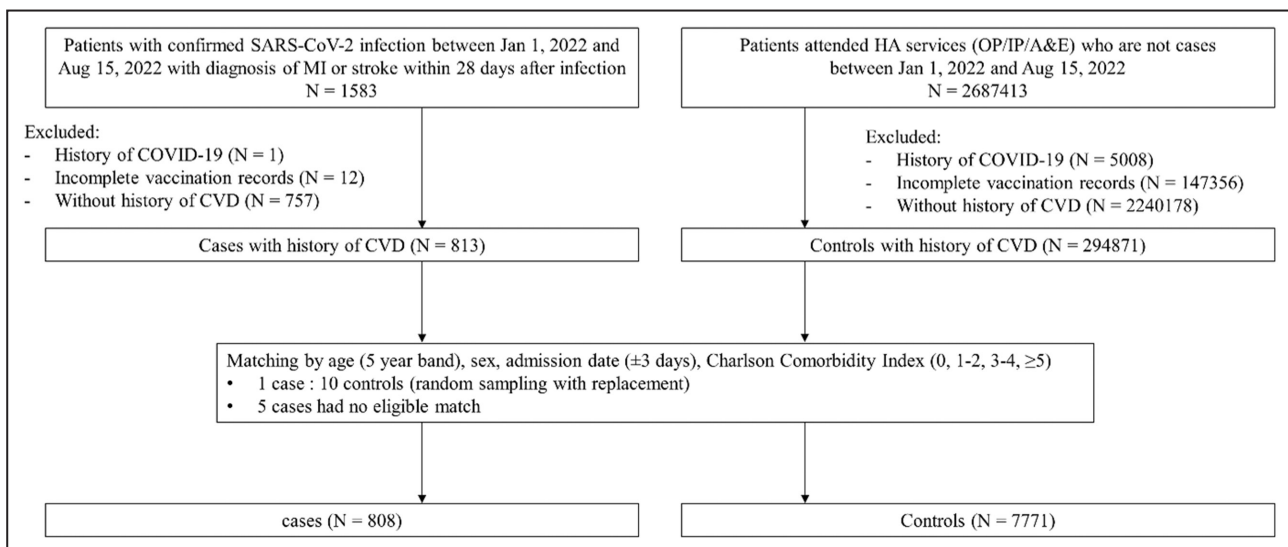 Patients with confirmed SARS-CoV-2 infection between Jan 1, 2022 and
Aug 15, 2022 with diagnosis of MI or stroke within 28 days after infection
N = 1583
Patients attended HA services (OP/IP/A&E) who are not cases
between Jan 1, 2022 and Aug 15, 2022
N = 2687413
Excluded:
- History of COVID-19 (N = 1)
- Incomplete vaccination records (N = 12)
- Without history of CVD (N = 757)
Excluded:
- History of COVID-19 (N = 5008)
- Incomplete vaccination records (N = 147356)
- Without history of CVD (N = 2240178)
Cases with history of CVD (N = 813)
Controls with history of CVD (N = 294871)
Matching by age (5 year band), sex, admission date (±3 days), Charlson Comorbidity Index (0, 1-2, 3-4, ≥5)
• 1 case : 10 controls (random sampling with replacement)
• 5 cases had no eligible match
cases (N = 808)
Controls (N = 7771)